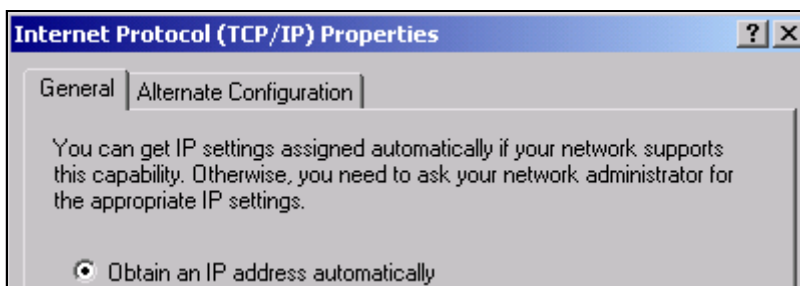 Internet Protocol (TCP/IP) Properties
General Alternate Configuration
You can get IP settings assigned automatically if your network supports
this capability. Otherwise, you need to ask your network administrator for
the appropriate IP settings.
Obtain an IP address automatically